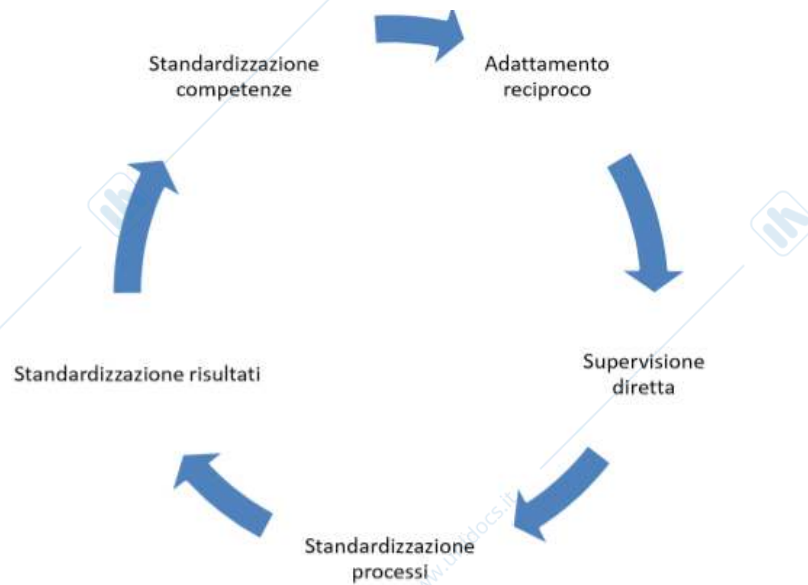 Standardizzazione
competenze
Adattamento
reciproco
Supervisione
diretta
Standardizzazione
processi
Standardizzazione risultati